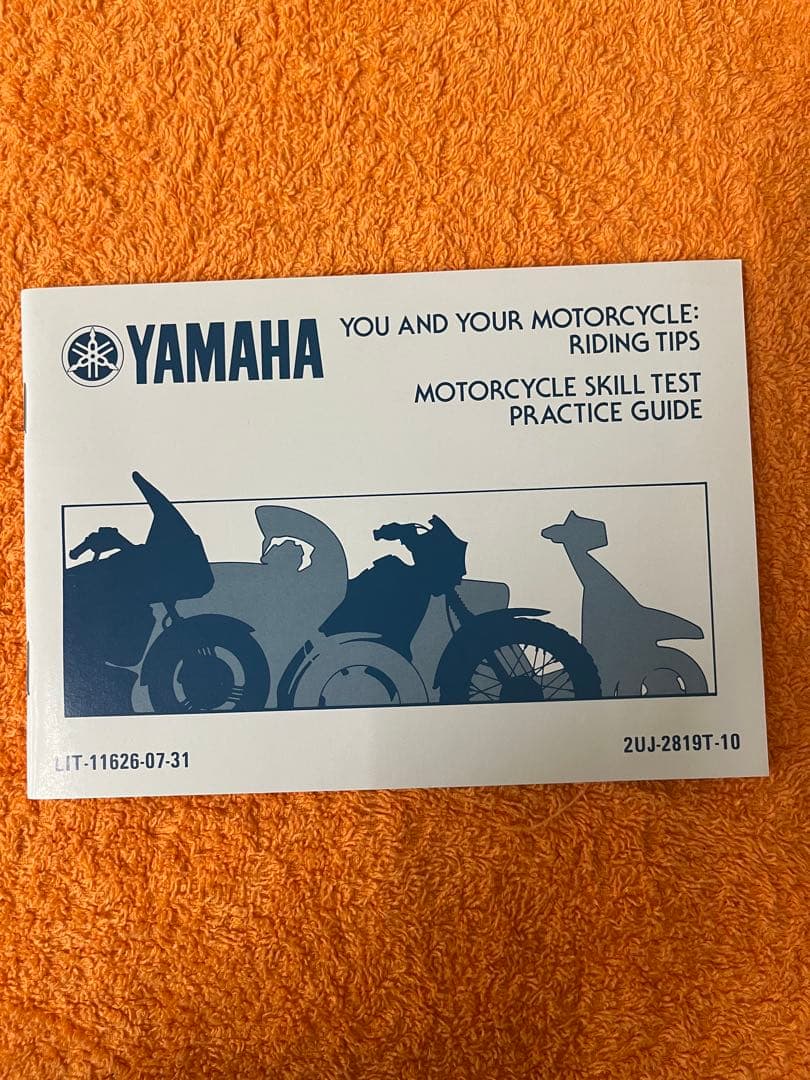 YAMAHA
YOU AND YOUR MOTORCYCLE:
RIDING TIPS
MOTORCYCLE SKILL TEST
PRACTICE GUIDE
LIT-11626-07-31
2UJ-2819T-10